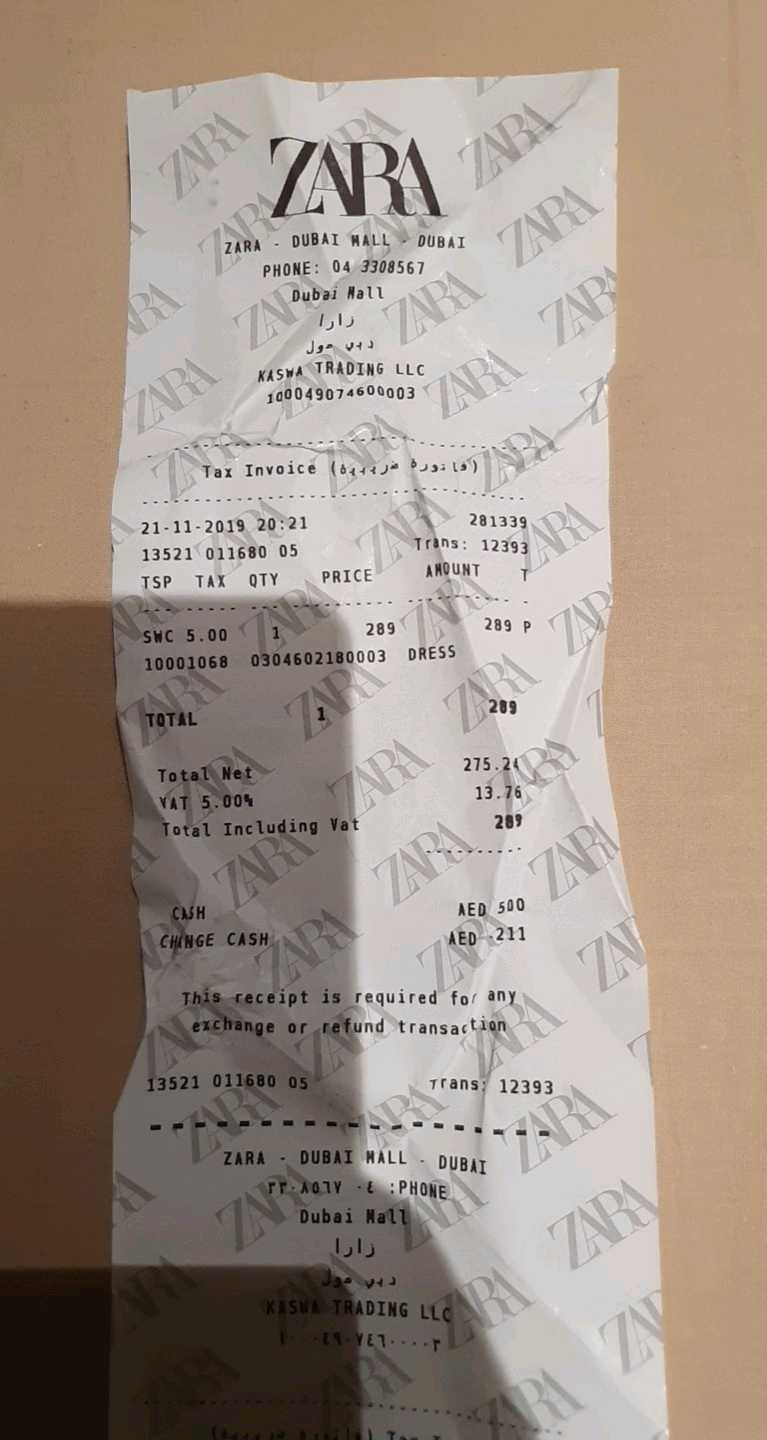 ZARA
ZARA - DUBAI MALL - DUBAI
PHONE: 04 3308567
Dubai Mall
زارا
دبي مول
KASWA TRADING LLC
100049074600003
Tax Invoice (فاتورة ضريبية)
21-11-2019 20:21 281339
13521 011680 05 Trans: 12393
TSP TAX QTY PRICE AMOUNT T
SWC 5.00 1 289 289 P
10001068 0304602180003 DRESS
TOTAL 1 289
Total Net 275.24
VAT 5.00% 13.76
Total Including Vat 289
CASH AED 500
CHANGE CASH AED -211
This receipt is required for any
exchange or refund transaction
13521 011680 05 Trans: 12393
ZARA - DUBAI MALL - DUBAI
٣٣٠٨٥٦٧ ٠٤ :PHONE
Dubai Mall
زارا
دبي مول
KASWA TRADING LLC
١٠٠٠٤٩٠٧٤٦٠٠٠٠٣